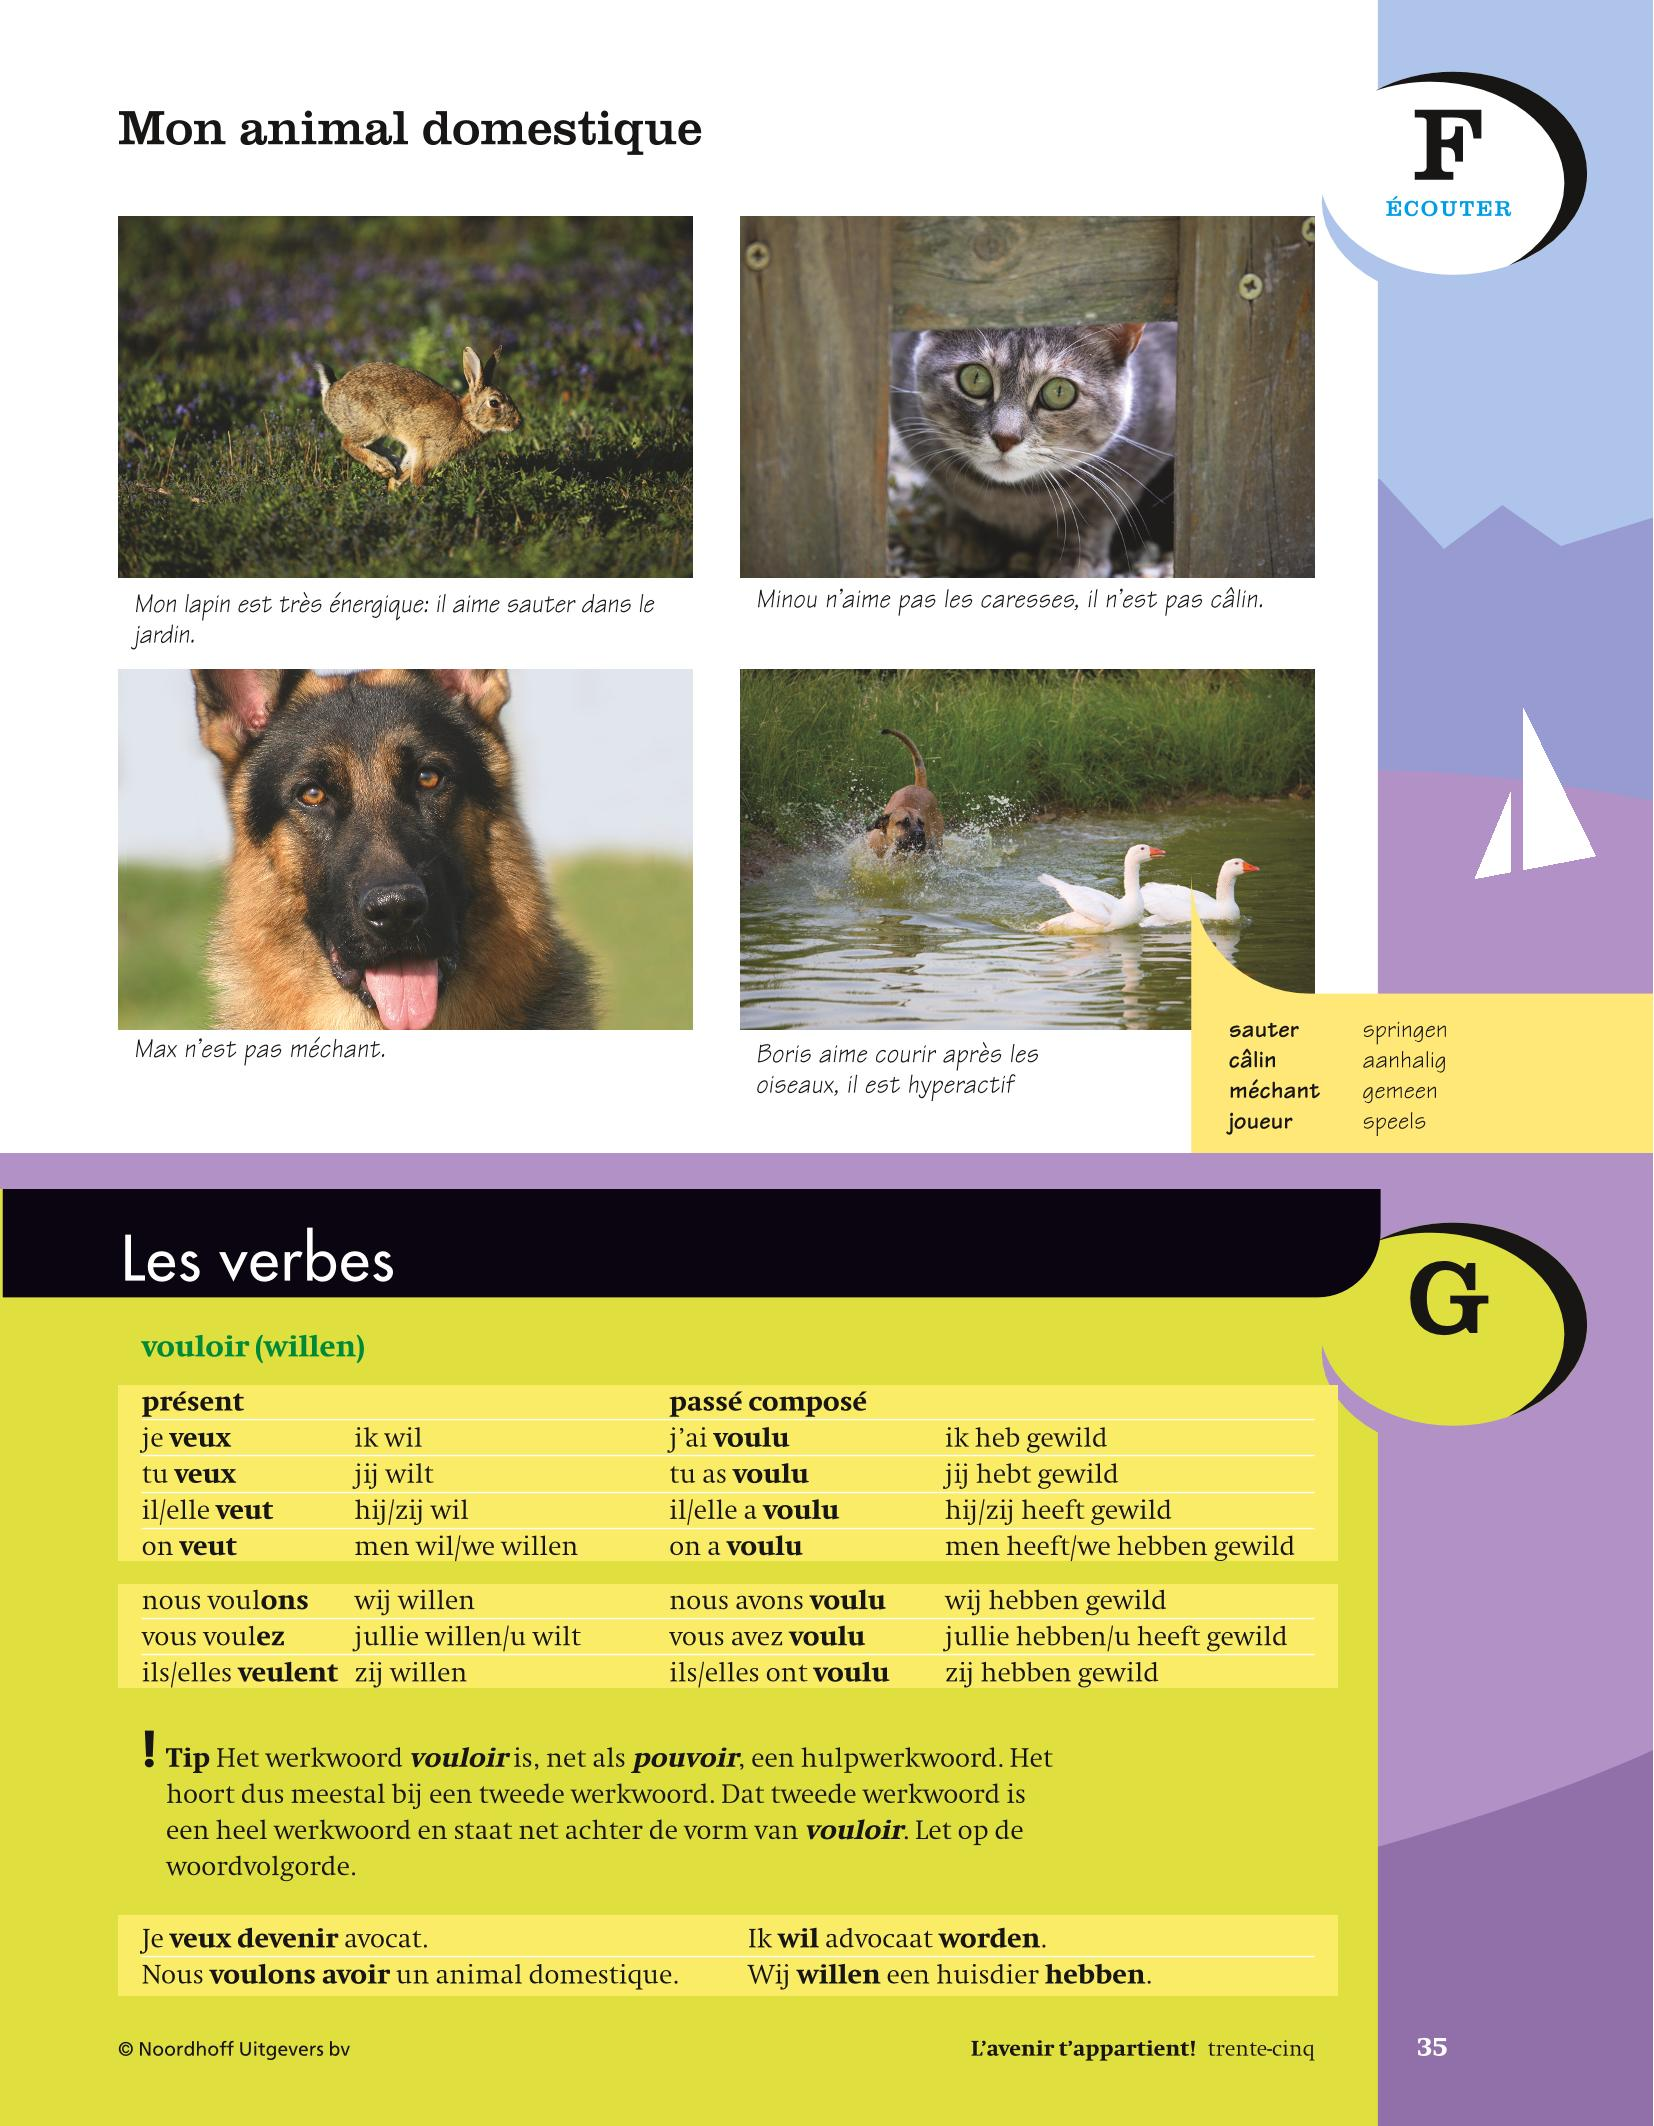 Mon animal domestique
F
ÉCOUTER
Mon lapin est très énergique: il aime sauter dans le
jardin.
Minou n'aime pas les caresses, il n'est pas câlin.
Max n'est pas méchant.
Boris aime courir après les
oiseaux, il est hyperactif
sauter springen
câlin aanhalig
méchant gemeen
joueur speels
Les verbes
G
vouloir (willen)
présent passé composé
je veux ik wil j'ai voulu ik heb gewild
tu veux jij wilt tu as voulu jij hebt gewild
il/elle veut hij/zij wil il/elle a voulu hij/zij heeft gewild
on veut men wil/we willen on a voulu men heeft/we hebben gewild
nous voulons wij willen nous avons voulu wij hebben gewild
vous voulez jullie willen/u wilt vous avez voulu jullie hebben/u heeft gewild
ils/elles veulent zij willen ils/elles ont voulu zij hebben gewild
! Tip Het werkwoord vouloir is, net als pouvoir, een hulpwerkwoord. Het
hoort dus meestal bij een tweede werkwoord. Dat tweede werkwoord is
een heel werkwoord en staat net achter de vorm van vouloir. Let op de
woordvolgorde.
Je veux devenir avocat. Ik wil advocaat worden.
Nous voulons avoir un animal domestique. Wij willen een huisdier hebben.
© Noordhoff Uitgevers bv L'avenir t'appartient! trente-cinq 35